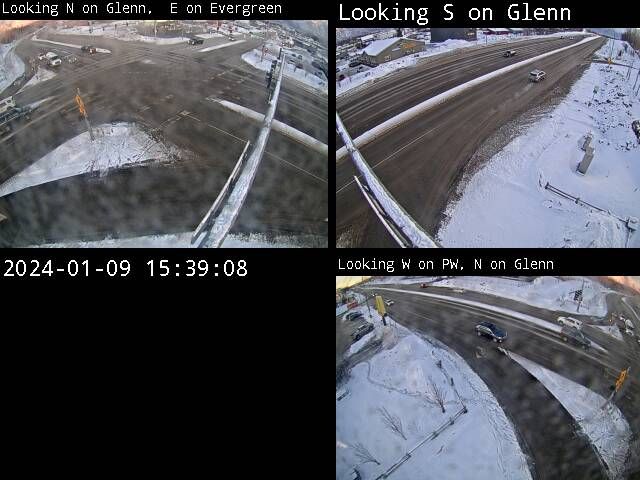 Looking N on Glenn,  E on Evergreen
Looking S on Glenn
2024-01-09 15:39:08
Looking W on PW, N on Glenn